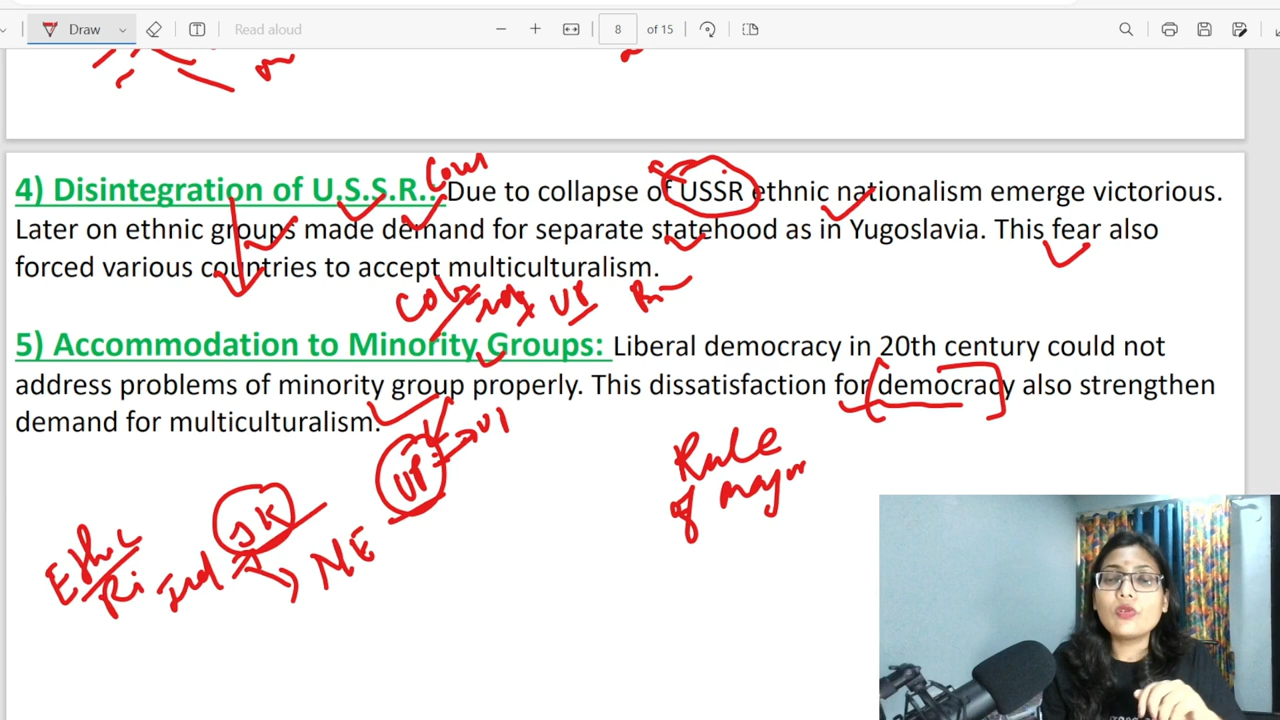 Draw
Read aloud
8 of 15
4) Disintegration of U.S.S.R.: Due to collapse of USSR ethnic nationalism emerge victorious.
Later on ethnic groups made demand for separate statehood as in Yugoslavia. This fear also
forced various countries to accept multiculturalism.
UP
5) Accommodation to Minority Groups: Liberal democracy in 20th century could not
address problems of minority group properly. This dissatisfaction for democracy also strengthen
demand for multiculturalism.
UP
Rule
of major
JK
NE